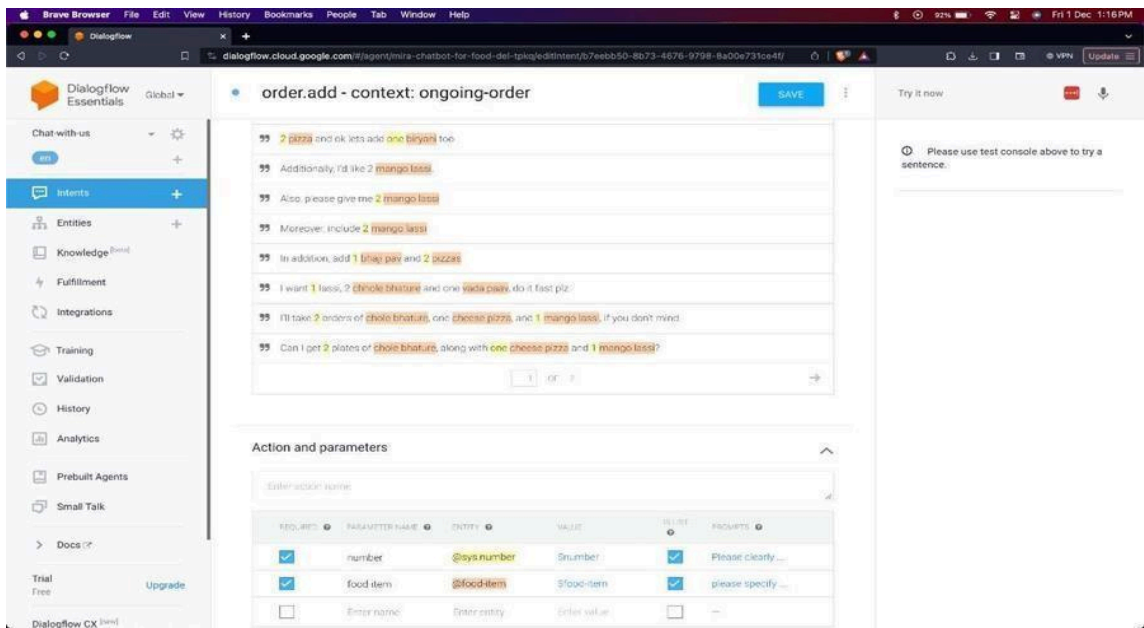 Brave Browser File Edit View History Bookmarks People Tab Window Help 92% Fri 1 Dec 1:16PM
Dialogflow
dialogflow.cloud.google.com/#/agent/mira-chatbot-for-food-del-tpkq/editIntent/b7eebb50-8b73-4676-9798-8a00e731ce4f/ VPN Update
Dialogflow Essentials Global
order.add - context: ongoing-order SAVE
Try it now
Chat-with-us
en
Please use test console above to try a sentence.
2 pizza and ok lets add one biryani too
Additionally, I'd like 2 mango lassi.
Intents
Also, please give me 2 mango lassi
Entities
Moreover, include 2 mango lassi
Knowledge [beta]
In addition, add 1 bhaji pav and 2 pizzas
Fulfillment
I want 1 lassi, 2 chhole bhature and one vada paav, do it fast plz
Integrations
I'll take 2 orders of chole bhature, one cheese pizza, and 1 mango lassi, if you don't mind.
Training
Can I get 2 plates of chole bhature, along with one cheese pizza and 1 mango lassi?
Validation
1 OF
History
Analytics
Action and parameters
Prebuilt Agents
Enter action name
Small Talk
REQUIRED PARAMETER NAME ENTITY VALUE IS LIST PROMPTS
Docs
number @sys.number $number Please clearly ...
Trial
Free
Upgrade
food-item @food-item $food-item please specify ...
Enter name Enter entity Enter value
Dialogflow CX [new]